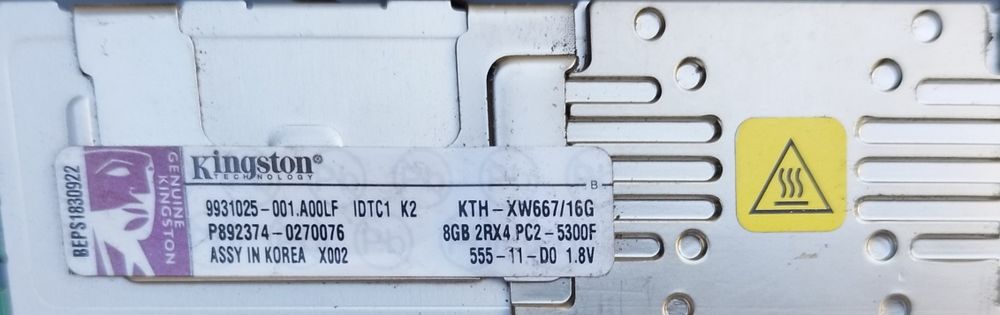 BEPS1830922
GENUINE
KINGSTON
Kingston®
TECHNOLOGY
B
9931025-001.A00LF IDTC1 K2 KTH-XW667/16G
P892374-0270076 8GB 2RX4 PC2-5300F
ASSY IN KOREA X002 555-11-D0 1.8V